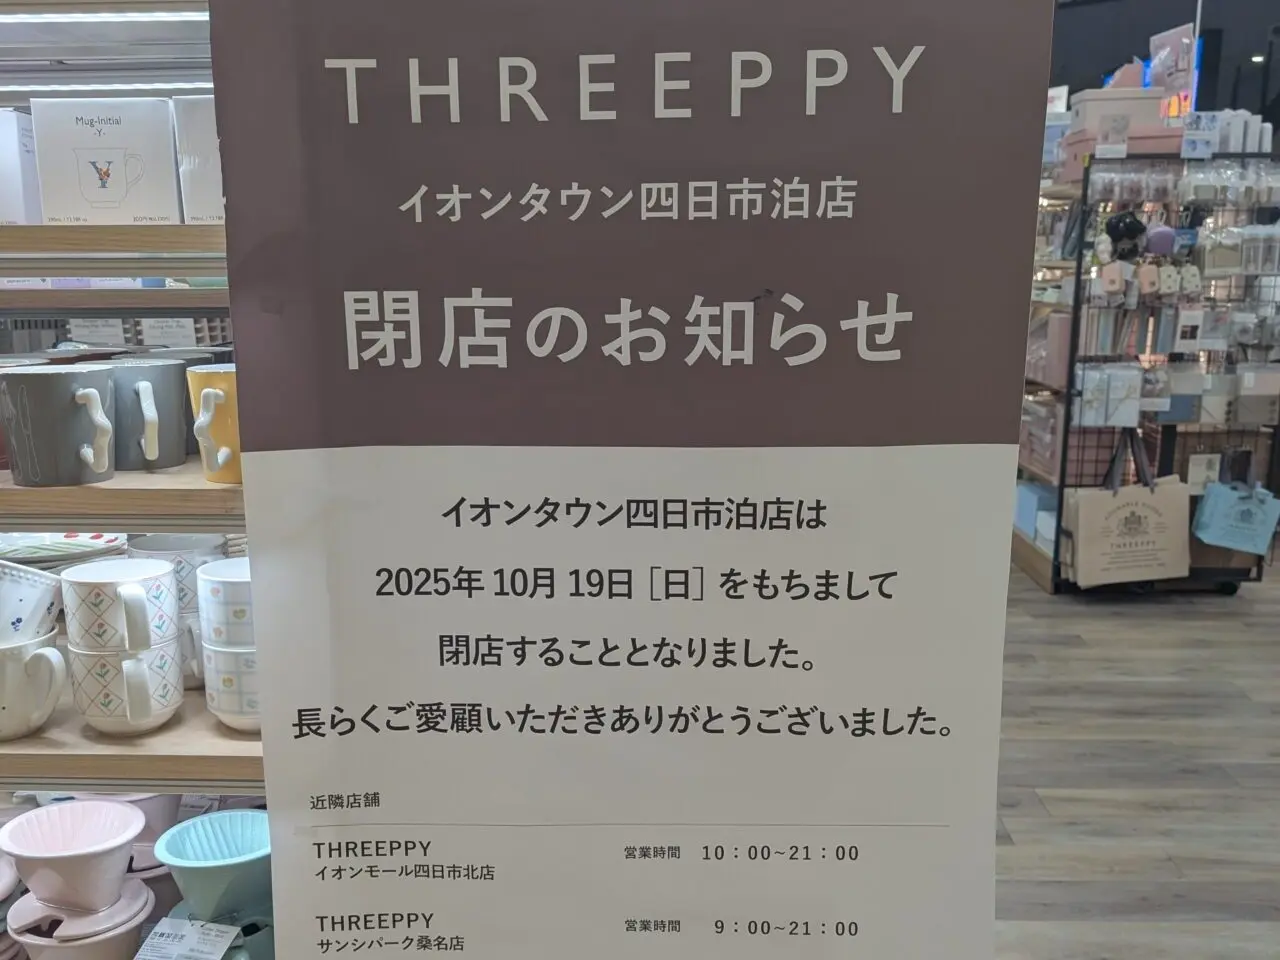 THREEPPY
イオンタウン四日市泊店
閉店のお知らせ
イオンタウン四日市泊店は
2025年 10月 19日 [日] をもちまして
閉店することとなりました。
長らくご愛顧いただきありがとうございました。
近隣店舗
THREEPPY 営業時間 10：00~21：00
イオンモール四日市北店
THREEPPY 営業時間 9：00~21：00
サンシパーク桑名店
Mug-Initial
-Y-
Y
THREEPPY